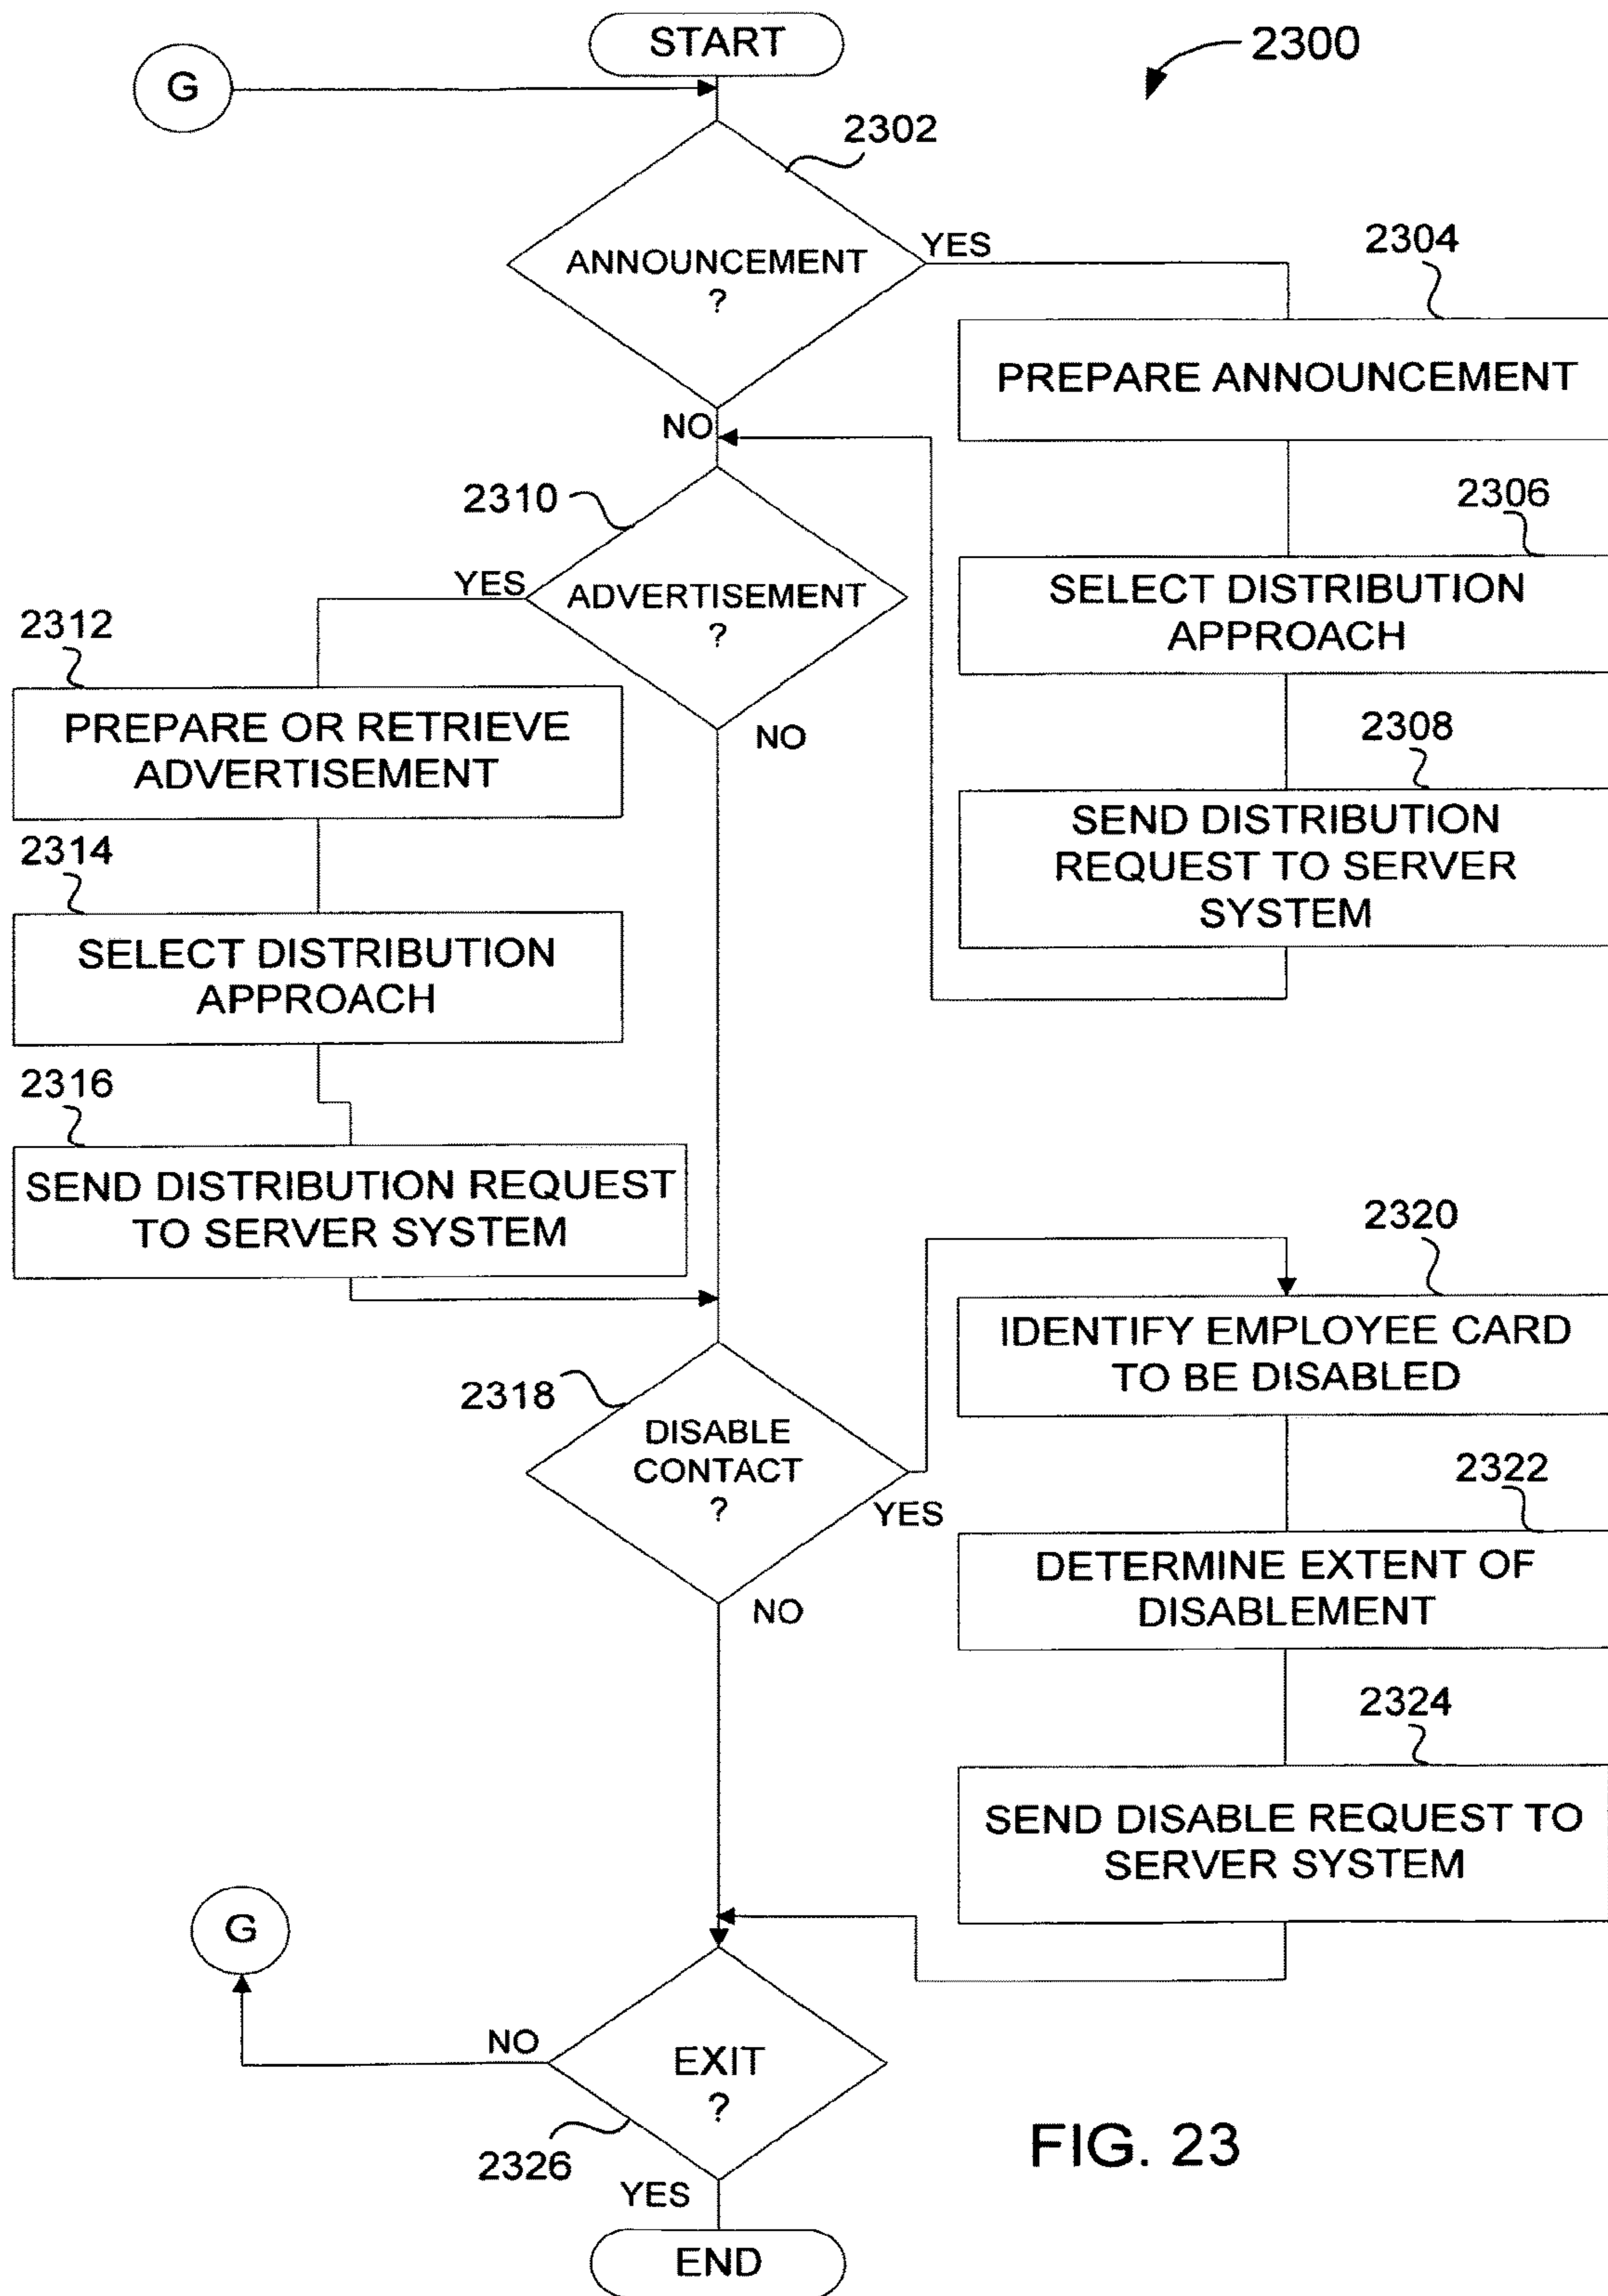 START
2300
G
2302
ANNOUNCEMENT
?
YES
2304
PREPARE ANNOUNCEMENT
NO
2306
SELECT DISTRIBUTION
APPROACH
2308
SEND DISTRIBUTION
REQUEST TO SERVER
SYSTEM
2310
ADVERTISEMENT
?
YES
NO
2312
PREPARE OR RETRIEVE
ADVERTISEMENT
2314
SELECT DISTRIBUTION
APPROACH
2316
SEND DISTRIBUTION REQUEST
TO SERVER SYSTEM
2318
DISABLE
CONTACT
?
YES
NO
2320
IDENTIFY EMPLOYEE CARD
TO BE DISABLED
2322
DETERMINE EXTENT OF
DISABLEMENT
2324
SEND DISABLE REQUEST TO
SERVER SYSTEM
G
NO
EXIT
?
2326
YES
END
FIG. 23